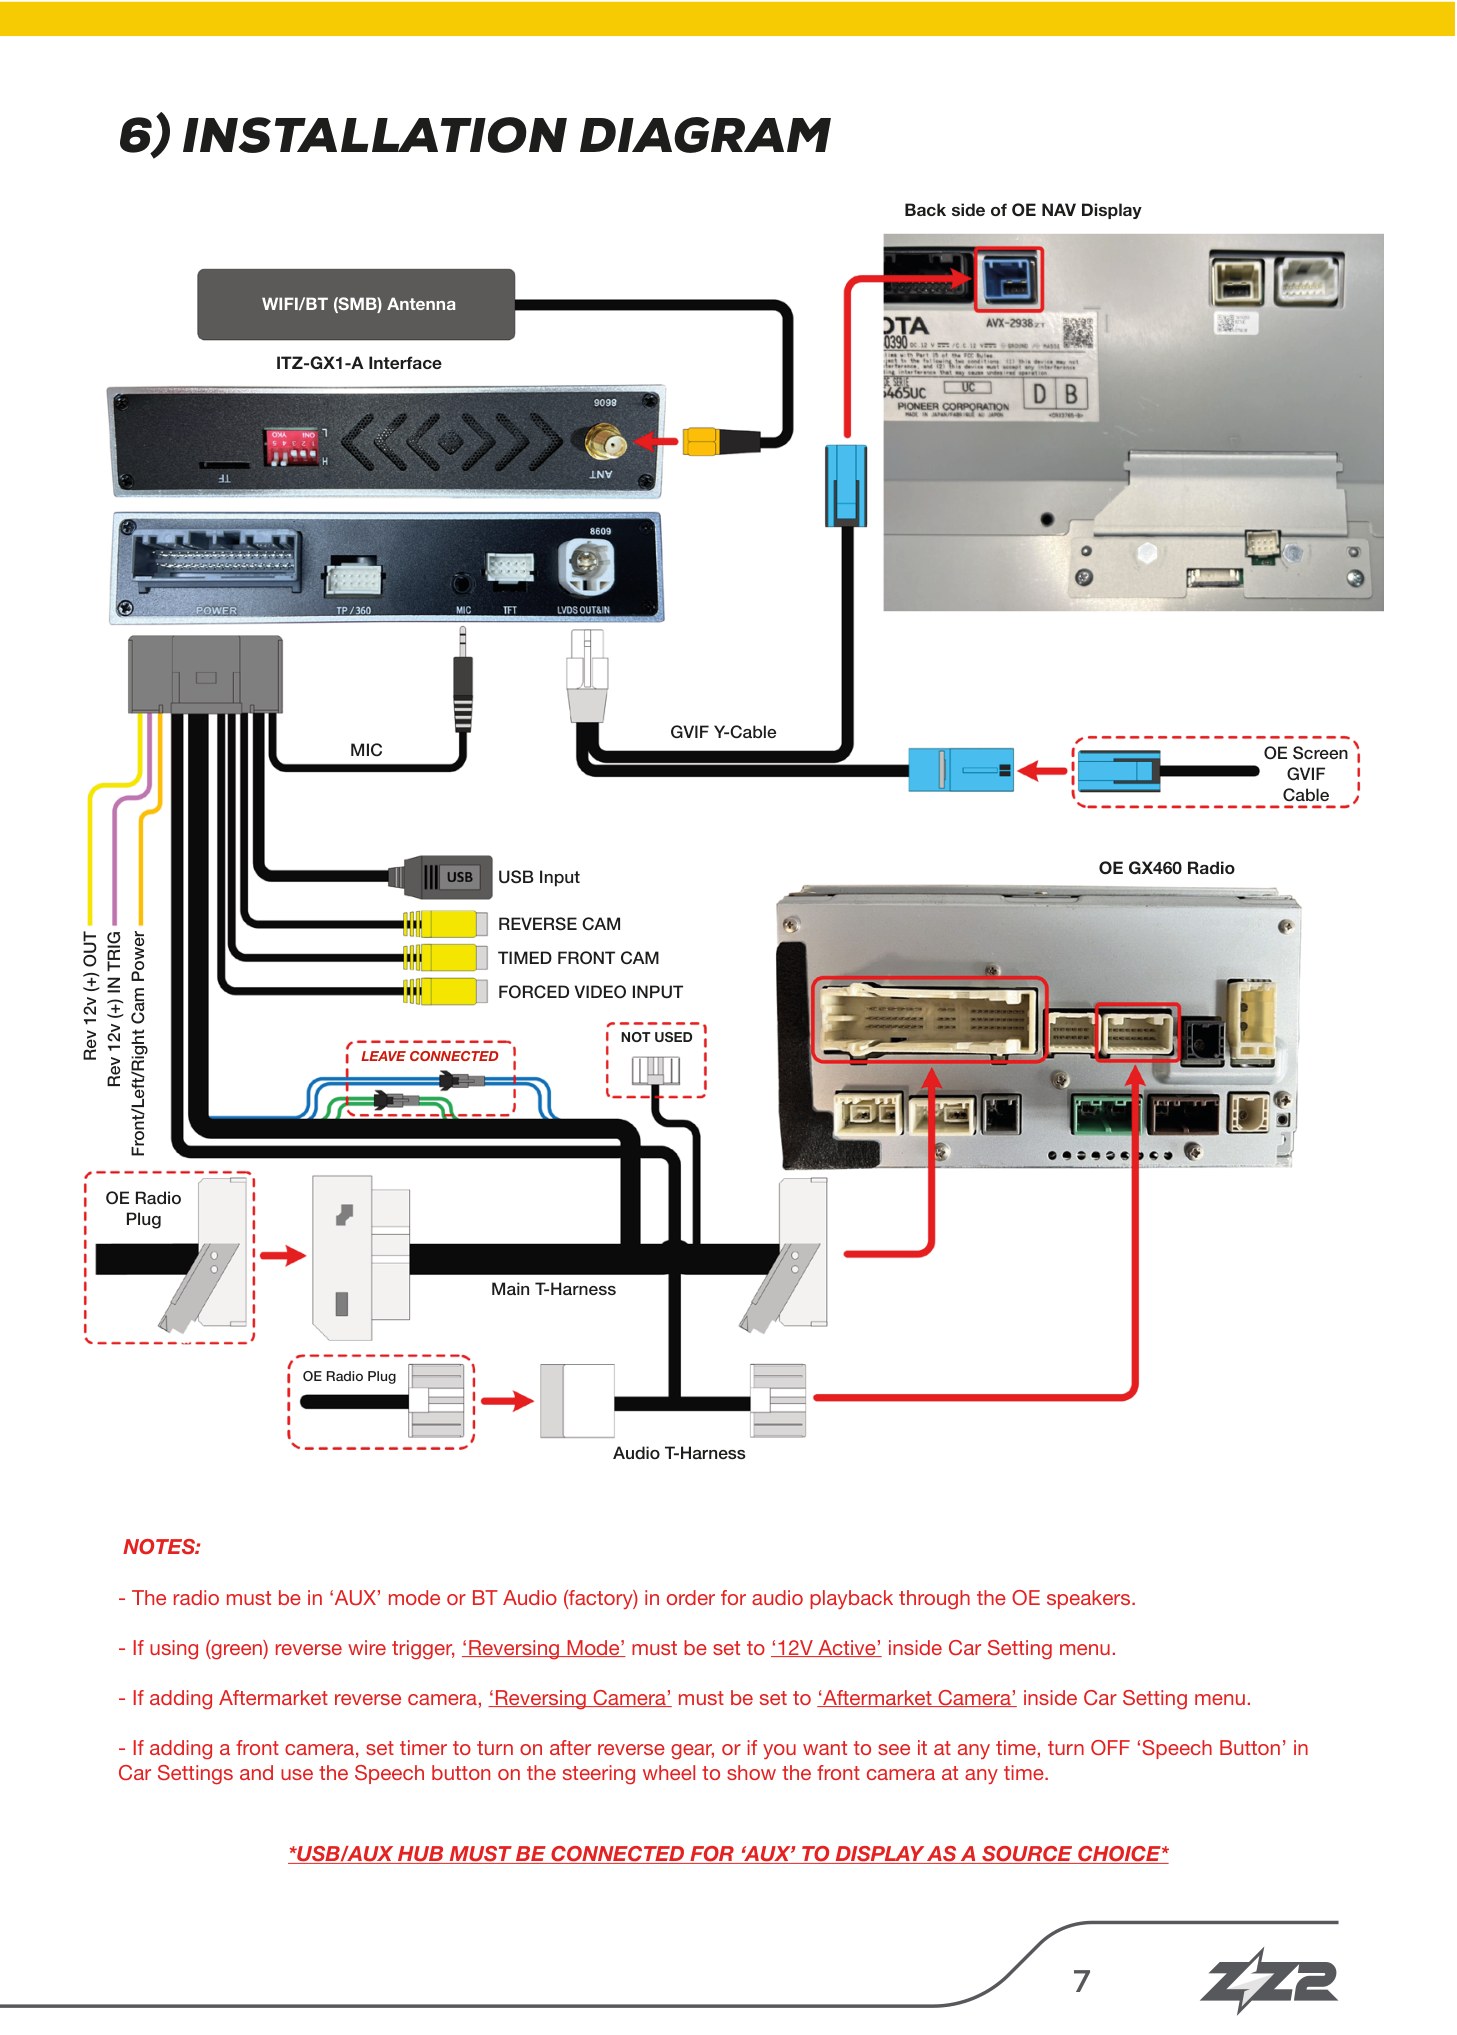 6) INSTALLATION DIAGRAM
Back side of OE NAV Display
WIFI/BT (SMB) Antenna
ITZ-GX1-A Interface
8606
L
H
TF
ANT
8609
POWER
TP / 360
MIC
TFT
LVDS OUT&IN
AVX-2938
UC
D B
PIONEER CORPORATION
MIC
GVIF Y-Cable
OE Screen
GVIF
Cable
USB
USB Input
REVERSE CAM
TIMED FRONT CAM
FORCED VIDEO INPUT
Rev 12v (+) OUT
Rev 12v (+) IN TRIG
Front/Left/Right Cam Power
OE GX460 Radio
LEAVE CONNECTED
NOT USED
OE Radio
Plug
Main T-Harness
OE Radio Plug
Audio T-Harness
NOTES:
- The radio must be in ‘AUX’ mode or BT Audio (factory) in order for audio playback through the OE speakers.
- If using (green) reverse wire trigger, ‘Reversing Mode’ must be set to ‘12V Active’ inside Car Setting menu.
- If adding Aftermarket reverse camera, ‘Reversing Camera’ must be set to ‘Aftermarket Camera’ inside Car Setting menu.
- If adding a front camera, set timer to turn on after reverse gear, or if you want to see it at any time, turn OFF ‘Speech Button’ in
Car Settings and use the Speech button on the steering wheel to show the front camera at any time.
*USB/AUX HUB MUST BE CONNECTED FOR ‘AUX’ TO DISPLAY AS A SOURCE CHOICE*
7
ZZ2